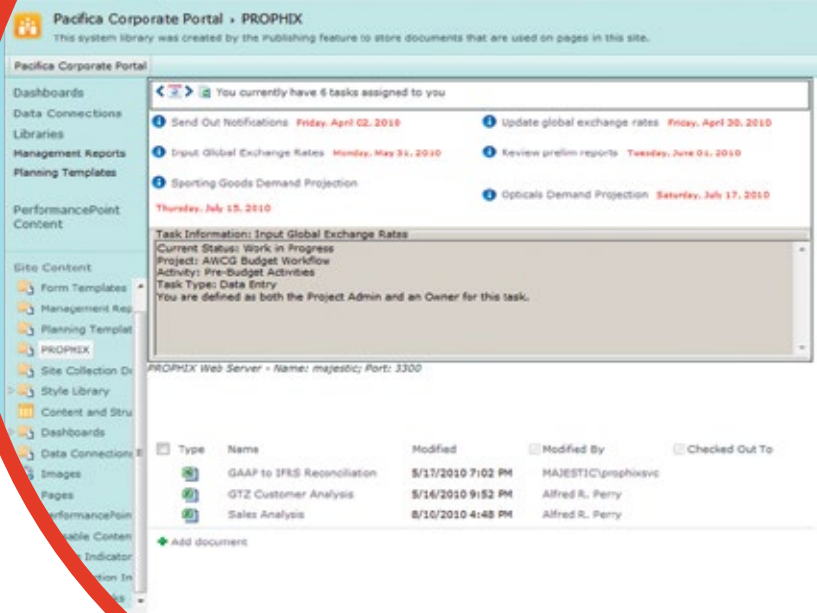 Pacifica Corporate Portal › PROPHIX
This system library was created by the Publishing feature to store documents that are used on pages in this site.
Pacifica Corporate Portal
Dashboards
Data Connections
Libraries
Management Reports
Planning Templates
PerformancePoint
Content
Site Content
Form Templates
Management Rep
Planning Templat
PROPHIX
Site Collection Do
Style Library
Content and Stru
Dashboards
Data Connections
Images
Pages
erformancePoin
sable Conten
Indicator
tion In
ks
You currently have 6 tasks assigned to you
Send Out Notifications Friday, April 02, 2010
Update global exchange rates Friday, April 30, 2010
Input Global Exchange Rates Monday, May 31, 2010
Review prelim reports Tuesday, June 01, 2010
Sporting Goods Demand Projection
Thursday, July 15, 2010
Opticals Demand Projection Saturday, July 17, 2010
Task Information: Input Global Exchange Rates
Current Status: Work in Progress
Project: AWCG Budget Workflow
Activity: Pre-Budget Activities
Task Type: Data Entry
You are defined as both the Project Admin and an Owner for this task.
PROPHIX Web Server - Name: majestic; Port: 3300
Type Name Modified Modified By Checked Out To
GAAP to IFRS Reconciliation 5/17/2010 7:02 PM MAJESTIC\prophixsvc
GTZ Customer Analysis 5/16/2010 9:52 PM Alfred R. Perry
Sales Analysis 8/10/2010 4:48 PM Alfred R. Perry
Add document